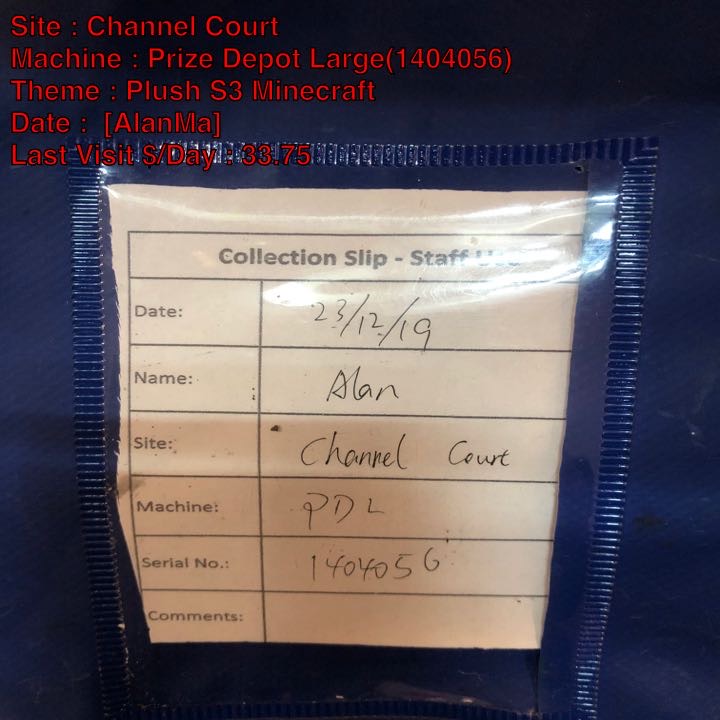 Site : Channel Court
Machine : Prize Depot Large(1404056)
Theme : Plush S3 Minecraft
Date :  [AlanMa]
Last Visit $/Day : 33.75
Collection Slip - Staff Use
Date: 23/12/19
Name: Alan
Site: Channel Court
Machine: PDL
Serial No.: 1404056
Comments: